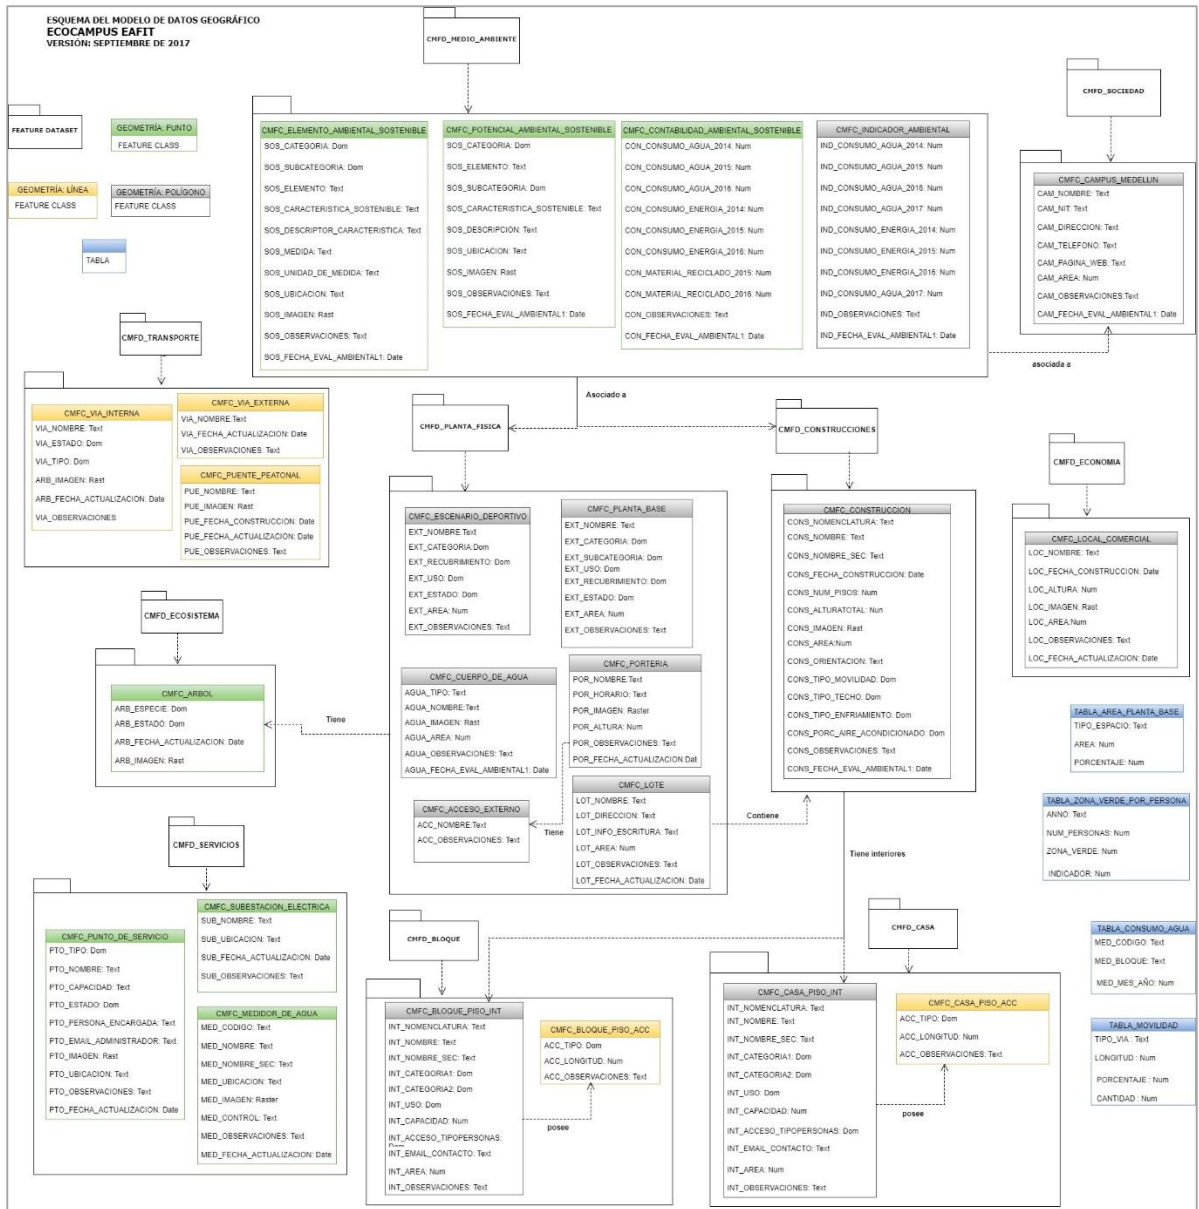 ESQUEMA DEL MODELO DE DATOS GEOGRÁFICO
ECOCAMPUS EAFIT
VERSIÓN: SEPTIEMBRE DE 2017
FEATURE DATASET
GEOMETRÍA: PUNTO
FEATURE CLASS
GEOMETRÍA: LÍNEA
FEATURE CLASS
GEOMETRÍA: POLÍGONO
FEATURE CLASS
TABLA
CMFD_MEDIO_AMBIENTE
CMFC_ELEMENTO_AMBIENTAL_SOSTENIBLE
SOS_CATEGORIA: Dom
SOS_SUBCATEGORIA: Dom
SOS_ELEMENTO: Text
SOS_CARACTERISTICA_SOSTENIBLE: Text
SOS_DESCRIPTOR_CARACTERISTICA: Text
SOS_MEDIDA: Text
SOS_UNIDAD_DE_MEDIDA: Text
SOS_UBICACION: Text
SOS_IMAGEN: Rast
SOS_OBSERVACIONES: Text
SOS_FECHA_EVAL_AMBIENTAL1: Date
CMFC_POTENCIAL_AMBIENTAL_SOSTENIBLE
SOS_CATEGORIA: Dom
SOS_ELEMENTO: Text
SOS_SUBCATEGORIA: Dom
SOS_CARACTERISTICA_SOSTENIBLE: Text
SOS_DESCRIPCION: Text
SOS_UBICACION: Text
SOS_IMAGEN: Rast
SOS_OBSERVACIONES: Text
SOS_FECHA_EVAL_AMBIENTAL1: Date
CMFC_CONTABILIDAD_AMBIENTAL_SOSTENIBLE
CON_CONSUMO_AGUA_2014: Num
CON_CONSUMO_AGUA_2015: Num
CON_CONSUMO_AGUA_2016: Num
CON_CONSUMO_ENERGIA_2014: Num
CON_CONSUMO_ENERGIA_2015: Num
CON_CONSUMO_ENERGIA_2016: Num
CON_MATERIAL_RECICLADO_2015: Num
CON_MATERIAL_RECICLADO_2016: Num
CON_OBSERVACIONES: Text
CON_FECHA_EVAL_AMBIENTAL1: Date
CMFC_INDICADOR_AMBIENTAL
IND_CONSUMO_AGUA_2014: Num
IND_CONSUMO_AGUA_2015: Num
IND_CONSUMO_AGUA_2016: Num
IND_CONSUMO_AGUA_2017: Num
IND_CONSUMO_ENERGIA_2014: Num
IND_CONSUMO_ENERGIA_2015: Num
IND_CONSUMO_ENERGIA_2016: Num
IND_CONSUMO_AGUA_2017: Num
IND_OBSERVACIONES: Text
IND_FECHA_EVAL_AMBIENTAL1: Date
CMFD_SOCIEDAD
CMFC_CAMPUS_MEDELLIN
CAM_NOMBRE: Text
CAM_NIT: Text
CAM_DIRECCION: Text
CAM_TELEFONO: Text
CAM_PAGINA_WEB: Text
CAM_AREA: Num
CAM_OBSERVACIONES:Text
CAM_FECHA_EVAL_AMBIENTAL1: Date
asociada a
Asociado a
CMFD_TRANSPORTE
CMFC_VIA_INTERNA
VIA_NOMBRE: Text
VIA_ESTADO: Dom
VIA_TIPO: Dom
ARB_IMAGEN: Rast
ARB_FECHA_ACTUALIZACION: Date
VIA_OBSERVACIONES
CMFC_VIA_EXTERNA
VIA_NOMBRE:Text
VIA_FECHA_ACTUALIZACIÓN: Date
VIA_OBSERVACIONES: Text
CMFC_PUENTE_PEATONAL
PUE_NOMBRE: Text
PUE_IMAGEN: Rast
PUE_FECHA_CONSTRUCCION: Date
PUE_FECHA_ACTUALIZACION: Date
PUE_OBSERVACIONES: Text
CMFD_PLANTA_FISICA
CMFC_ESCENARIO_DEPORTIVO
EXT_NOMBRE:Text
EXT_CATEGORIA:Dom
EXT_RECUBRIMIENTO: Dom
EXT_USO: Dom
EXT_ESTADO: Dom
EXT_AREA: Num
EXT_OBSERVACIONES: Text
CMFC_PLANTA_BASE
EXT_NOMBRE: Text
EXT_CATEGORIA: Dom
EXT_SUBCATEGORIA: Dom
EXT_USO: Dom
EXT_RECUBRIMIENTO: Dom
EXT_ESTADO: Dom
EXT_AREA: Num
EXT_OBSERVACIONES: Text
CMFC_CUERPO_DE_AGUA
AGUA_TIPO: Text
AGUA_NOMBRE:Text
AGUA_IMAGEN: Rast
AGUA_AREA: Num
AGUA_OBSERVACIONES: Text
AGUA_FECHA_EVAL_AMBIENTAL1: Date
CMFC_PORTERIA
POR_NOMBRE:Text
POR_HORARIO: Text
POR_IMAGEN: Raster
POR_ALTURA: Num
POR_OBSERVACIONES: Text
POR_FECHA_ACTUALIZACION:Dat
CMFC_ACCESO_EXTERNO
ACC_NOMBRE:Text
ACC_OBSERVACIONES: Text
Tiene
CMFC_LOTE
LOT_NOMBRE: Text
LOT_DIRECCION: Text
LOT_INFO_ESCRITURA: Text
LOT_AREA: Num
LOT_OBSERVACIONES: Text
LOT_FECHA_ACTUALIZACION: Date
Contiene
CMFD_CONSTRUCCIONES
CMFC_CONSTRUCCION
CONS_NOMENCLATURA: Text
CONS_NOMBRE: Text
CONS_NOMBRE_SEC: Text
CONS_FECHA_CONSTRUCCION: Date
CONS_NUM_PISOS: Num
CONS_ALTURATOTAL: Nun
CONS_IMAGEN: Rast
CONS_AREA:Num
CONS_ORIENTACION: Text
CONS_TIPO_MOVILIDAD: Dom
CONS_TIPO_TECHO: Dom
CONS_TIPO_ENFRIAMIENTO: Dom
CONS_PORC_AIRE_ACONDICIONADO: Dom
CONS_OBSERVACIONES: Text
CONS_FECHA_EVAL_AMBIENTAL1: Date
Tiene interiores
CMFD_ECONOMIA
CMFC_LOCAL_COMERCIAL
LOC_NOMBRE: Text
LOC_FECHA_CONSTRUCCION: Date
LOC_ALTURA: Num
LOC_IMAGEN: Rast
LOC_AREA:Num
LOC_OBSERVACIONES: Text
LOC_FECHA_ACTUALIZACION: Date
CMFD_ECOSISTEMA
CMFC_ARBOL
ARB_ESPECIE: Dom
ARB_ESTADO: Dom
ARB_FECHA_ACTUALIZACION: Date
ARB_IMAGEN: Rast
Tiene
TABLA_AREA_PLANTA_BASE
TIPO_ESPACIO: Text
AREA: Num
PORCENTAJE: Num
TABLA_ZONA_VERDE_POR_PERSONA
ANNO: Text
NUM_PERSONAS: Num
ZONA_VERDE: Num
INDICADOR: Num
CMFD_SERVICIOS
CMFC_PUNTO_DE_SERVICIO
PTO_TIPO: Dom
PTO_NOMBRE: Text
PTO_CAPACIDAD: Text
PTO_ESTADO: Dom
PTO_PERSONA_ENCARGADA: Text
PTO_EMAIL_ADMINISTRADOR: Text
PTO_IMAGEN: Rast
PTO_UBICACION: Text
PTO_OBSERVACIONES: Text
PTO_FECHA_ACTUALIZACION: Date
CMFC_SUBESTACION_ELECTRICA
SUB_NOMBRE: Text
SUB_UBICACION: Text
SUB_FECHA_ACTUALIZACION: Date
SUB_OBSERVACIONES: Text
CMFC_MEDIDOR_DE_AGUA
MED_CODIGO: Text
MED_NOMBRE: Text
MED_NOMBRE_SEC: Text
MED_UBICACION: Text
MED_IMAGEN: Raster
MED_CONTROL: Text
MED_OBSERVACIONES: Text
MED_FECHA_ACTUALIZACION: Date
CMFD_BLOQUE
CMFC_BLOQUE_PISO_INT
INT_NOMENCLATURA: Text
INT_NOMBRE: Text
INT_NOMBRE_SEC: Text
INT_CATEGORIA1: Dom
INT_CATEGORIA2: Dom
INT_USO: Dom
INT_CAPACIDAD: Num
INT_ACCESO_TIPOPERSONAS:
Dom
INT_EMAIL_CONTACTO: Text
INT_AREA: Num
INT_OBSERVACIONES: Text
CMFC_BLOQUE_PISO_ACC
ACC_TIPO: Dom
ACC_LONGITUD: Num
ACC_OBSERVACIONES: Text
posee
CMFD_CASA
CMFC_CASA_PISO_INT
INT_NOMENCLATURA: Text
INT_NOMBRE: Text
INT_NOMBRE_SEC: Text
INT_CATEGORIA1: Dom
INT_CATEGORIA2: Dom
INT_USO: Dom
INT_CAPACIDAD: Num
INT_ACCESO_TIPOPERSONAS: Dom
INT_EMAIL_CONTACTO: Text
INT_AREA: Num
INT_OBSERVACIONES: Text
CMFC_CASA_PISO_ACC
ACC_TIPO: Dom
ACC_LONGITUD: Num
ACC_OBSERVACIONES: Text
posee
TABLA_CONSUMO_AGUA
MED_CODIGO: Text
MED_BLOQUE: Text
MED_MES_AÑO: Num
TABLA_MOVILIDAD
TIPO_VIA : Text
LONGITUD : Num
PORCENTAJE : Num
CANTIDAD : Num